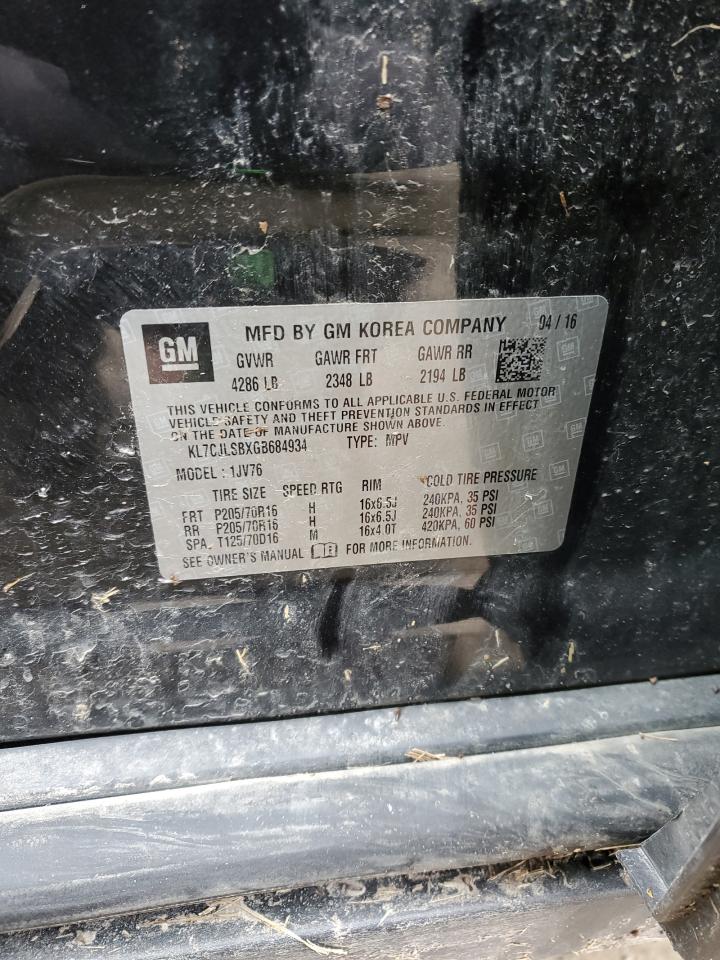 GM
MFD BY GM KOREA COMPANY 04 / 16
GVWR GAWR FRT GAWR RR
4286 LB 2348 LB 2194 LB
THIS VEHICLE CONFORMS TO ALL APPLICABLE U.S. FEDERAL MOTOR
VEHICLE SAFETY AND THEFT PREVENTION STANDARDS IN EFFECT
ON THE DATE OF MANUFACTURE SHOWN ABOVE.
KL7CJLSBXGB684934 TYPE: MPV
MODEL : 1JV76
TIRE SIZE SPEED RTG RIM COLD TIRE PRESSURE
FRT P205/70R16 H 16x6.5J 240KPA, 35 PSI
RR P205/70R16 H 16x6.5J 240KPA, 35 PSI
SPA. T125/70D16 M 16x4.0T 420KPA, 60 PSI
SEE OWNER'S MANUAL FOR MORE INFORMATION.